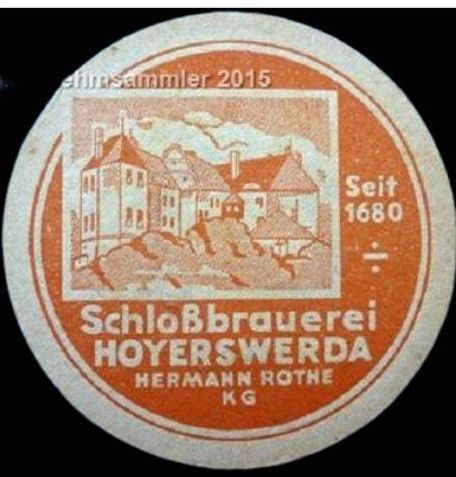 ehmsammler 2015
Seit
1680
÷
Schloßbrauerei
HOYERSWERDA
HERMANN ROTHE
KG